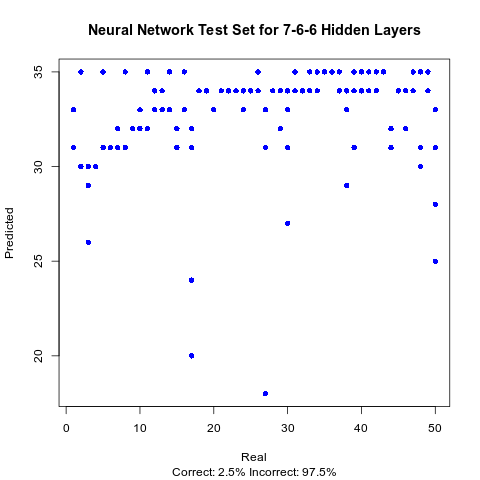 Neural Network Test Set for 7-6-6 Hidden Layers
35
30
25
20
Predicted
0 10 20 30 40 50
Real
Correct: 2.5% Incorrect: 97.5%